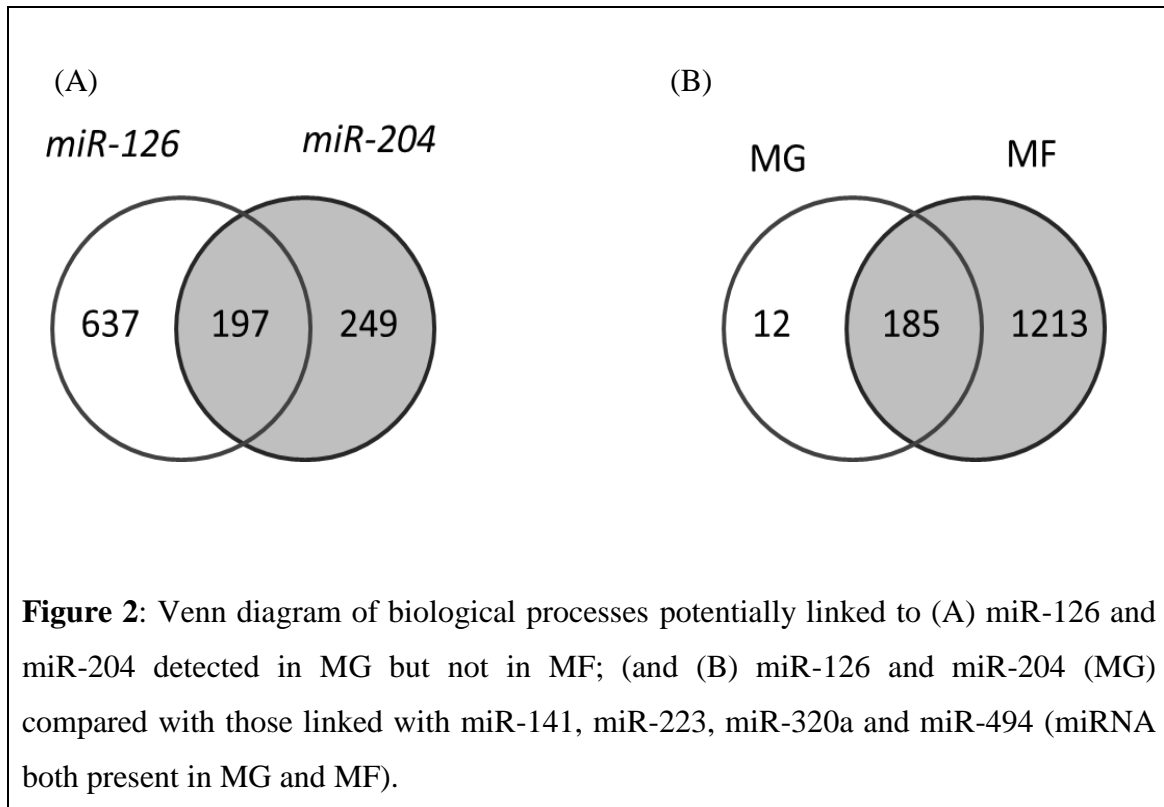 (A) (B)
miR-126 miR-204 MG MF
637 197 249 12 185 1213
Figure 2: Venn diagram of biological processes potentially linked to (A) miR-126 and
miR-204 detected in MG but not in MF; (and (B) miR-126 and miR-204 (MG)
compared with those linked with miR-141, miR-223, miR-320a and miR-494 (miRNA
both present in MG and MF).